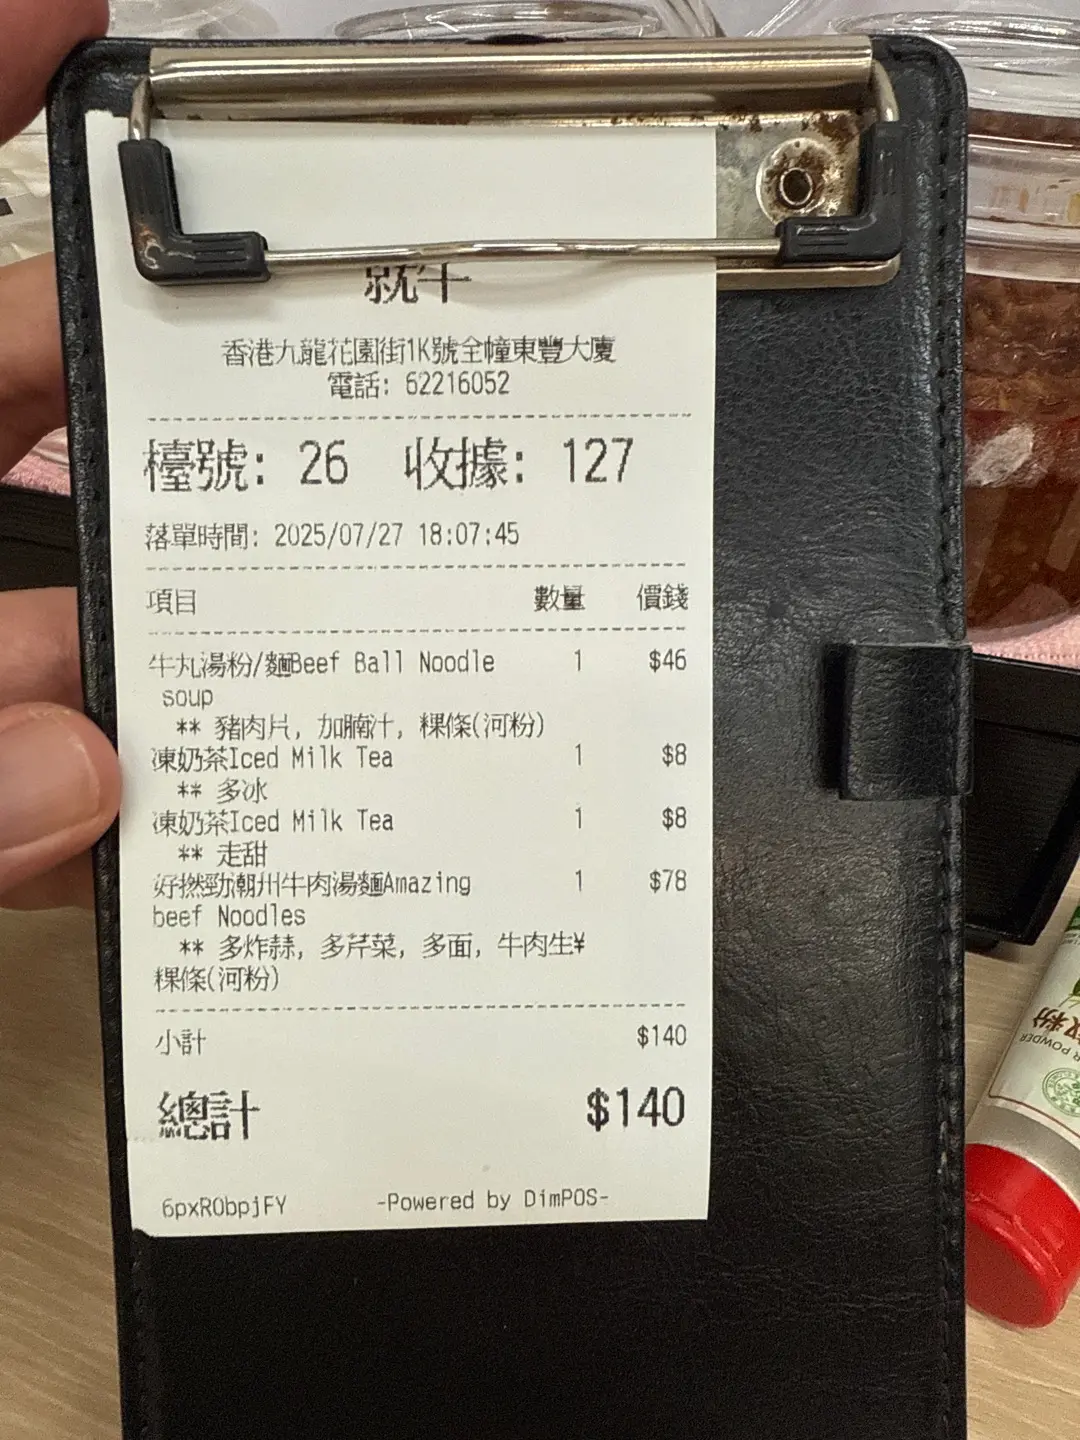 就牛
香港九龍花園街1K號全幢東豐大廈
電話: 62216052
檯號: 26 收據: 127
落單時間: 2025/07/27 18:07:45
項目 數量 價錢
牛丸湯粉/麵Beef Ball Noodle 1 $46
soup
** 豬肉片, 加腩汁, 粿條(河粉)
凍奶茶Iced Milk Tea 1 $8
** 多冰
凍奶茶Iced Milk Tea 1 $8
** 走甜
好撚勁潮州牛肉湯麵Amazing 1 $78
beef Noodles
** 多炸蒜, 多芹菜, 多面, 牛肉生¥
粿條(河粉)
小計 $140
總計 $140
6pxR0bpjFY -Powered by DimPOS-
POWDER